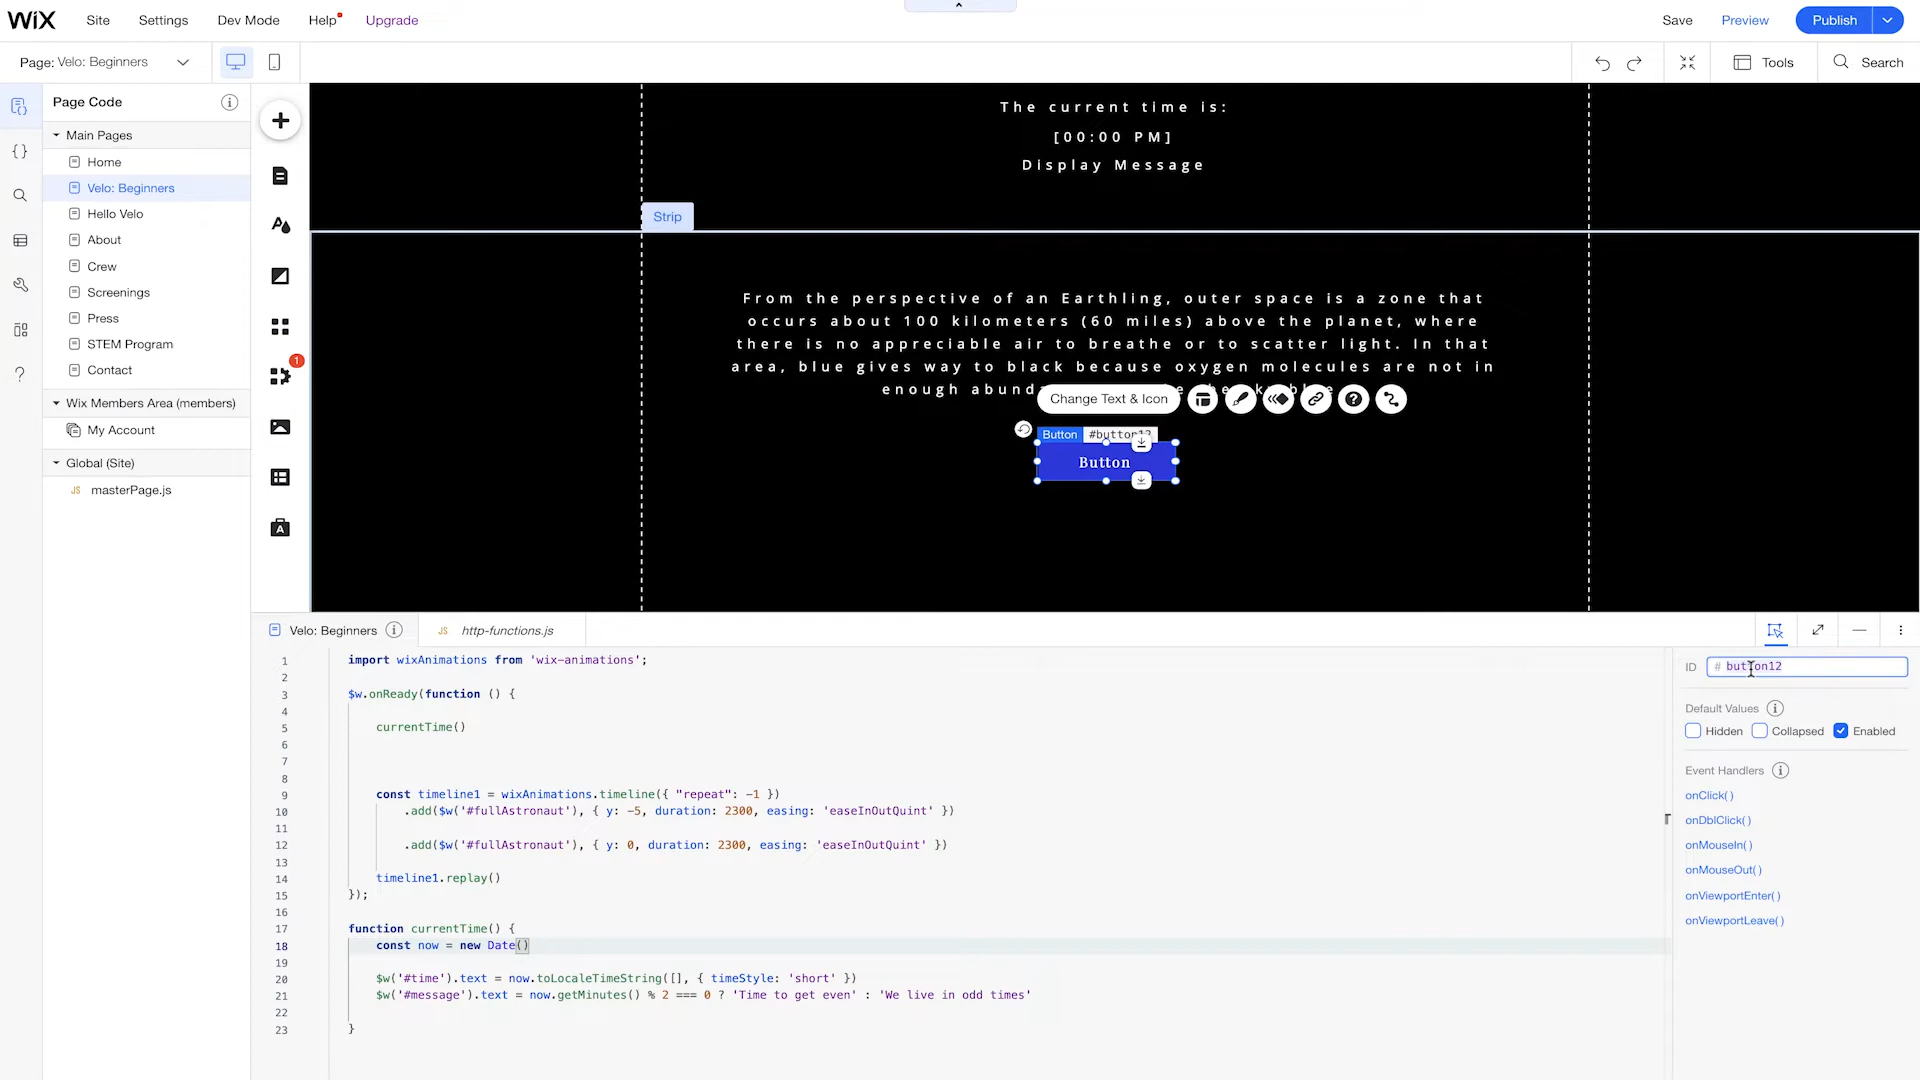 WiX Site Settings Dev Mode Help Upgrade Save Preview Publish
Page: Velo: Beginners Tools Search
Page Code
Main Pages
Home
Velo: Beginners
Hello Velo
About
Crew
Screenings
Press
STEM Program
Contact
Wix Members Area (members)
My Account
Global (Site)
JS masterPage.js
1
A
The current time is:
[00:00 PM]
Display Message
Strip
From the perspective of an Earthling, outer space is a zone that
occurs about 100 kilometers (60 miles) above the planet, where
there is no appreciable air to breathe or to scatter light. In that
area, blue gives way to black because oxygen molecules are not in
enough
Change Text & Icon
Button #button12
Button
Velo: Beginners JS http-functions.js
1 import wixAnimations from 'wix-animations';
2
3 $w.onReady(function () {
4
5 currentTime()
6
7
8
9 const timeline1 = wixAnimations.timeline({ "repeat": -1 })
10 .add($w('#fullAstronaut'), { y: -5, duration: 2300, easing: 'easeInOutQuint' })
11
12 .add($w('#fullAstronaut'), { y: 0, duration: 2300, easing: 'easeInOutQuint' })
13
14 timeline1.replay()
15 });
16
17 function currentTime() {
18 const now = new Date()
19
20 $w('#time').text = now.toLocaleTimeString([], { timeStyle: 'short' })
21 $w('#message').text = now.getMinutes() % 2 === 0 ? 'Time to get even' : 'We live in odd times'
22
23 }
ID # button12
Default Values
Hidden Collapsed Enabled
Event Handlers
onClick()
onDblClick()
onMouseIn()
onMouseOut()
onViewportEnter()
onViewportLeave()